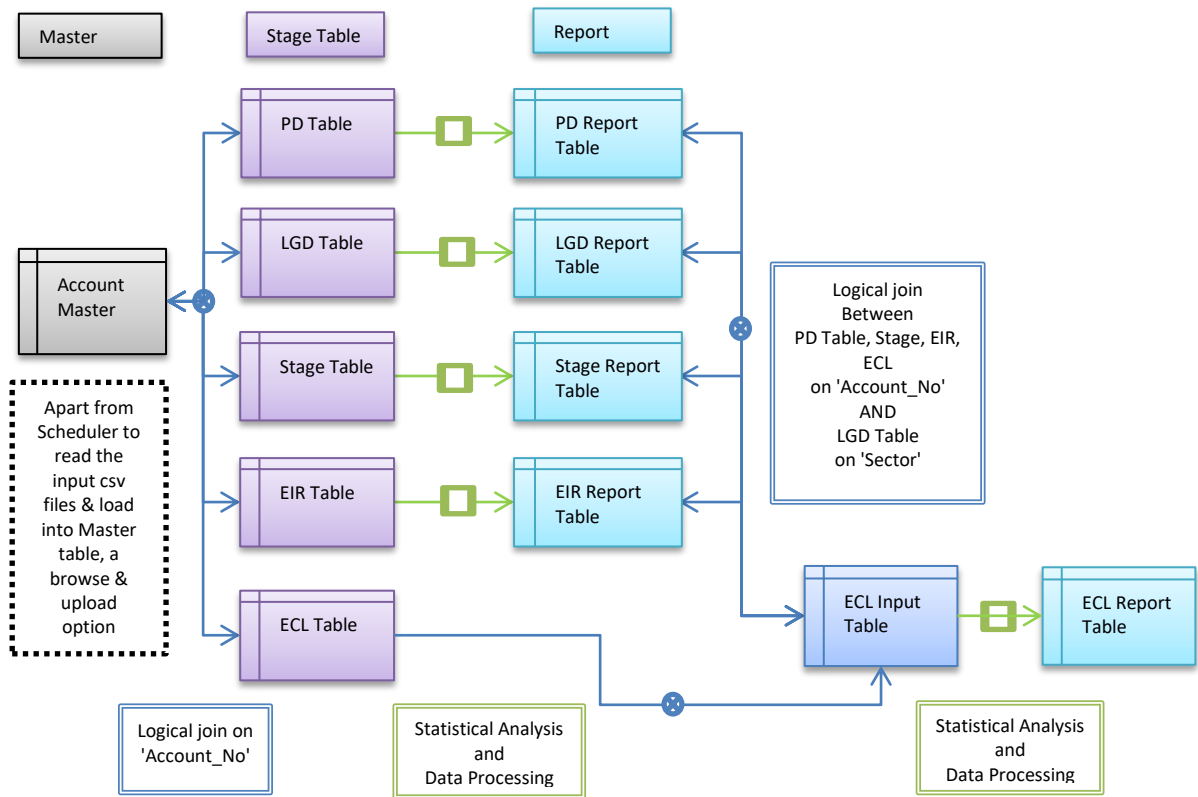 Master
Stage Table
Report
PD Table
PD Report
Table
LGD Table
LGD Report
Table
Account
Master
Stage Table
Stage Report
Table
EIR Table
EIR Report
Table
ECL Table
ECL Input
Table
ECL Report
Table
Logical join
Between
PD Table, Stage, EIR,
ECL
on 'Account_No'
AND
LGD Table
on 'Sector'
Apart from
Scheduler to
read the
input csv
files & load
into Master
table, a
browse &
upload
option
Logical join on
'Account_No'
Statistical Analysis
and
Data Processing
Statistical Analysis
and
Data Processing